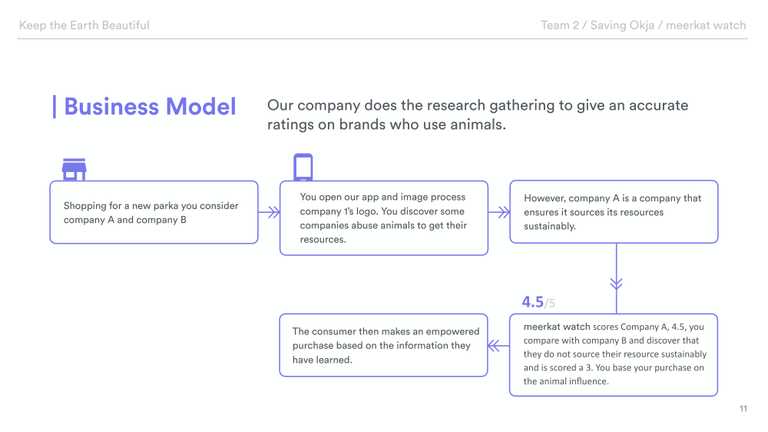 Keep the Earth Beautiful
Team 2 / Saving Okja / meerkat watch
| Business Model
Our company does the research gathering to give an accurate
ratings on brands who use animals.
Shopping for a new parka you consider
company A and company B
You open our app and image process
company 1's logo. You discover some
companies abuse animals to get their
resources.
However, company A is a company that
ensures it sources its resources
sustainably.
4.5/5
meerkat watch scores Company A, 4.5, you
compare with company B and discover that
they do not source their resource sustainably
and is scored a 3. You base your purchase on
the animal influence.
The consumer then makes an empowered
purchase based on the information they
have learned.
11